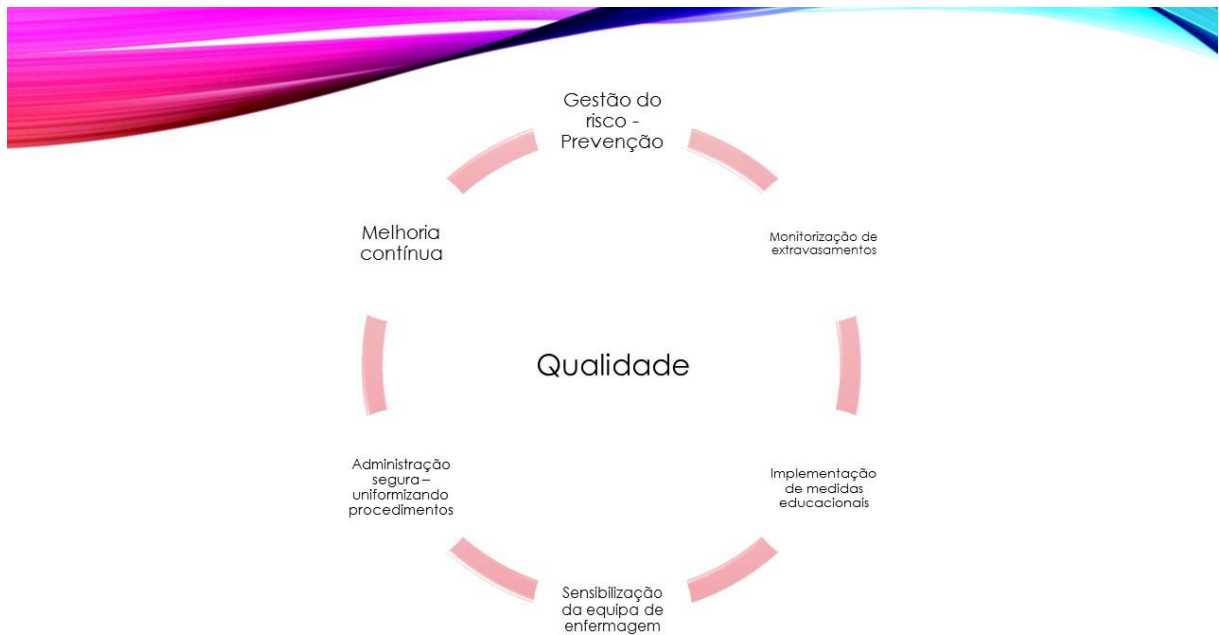 Gestão do
risco -
Prevenção
Monitorização de
extravasamentos
Implementação
de medidas
educacionais
Sensibilização
da equipa de
enfermagem
Administração
segura –
uniformizando
procedimentos
Melhoria
contínua
Qualidade